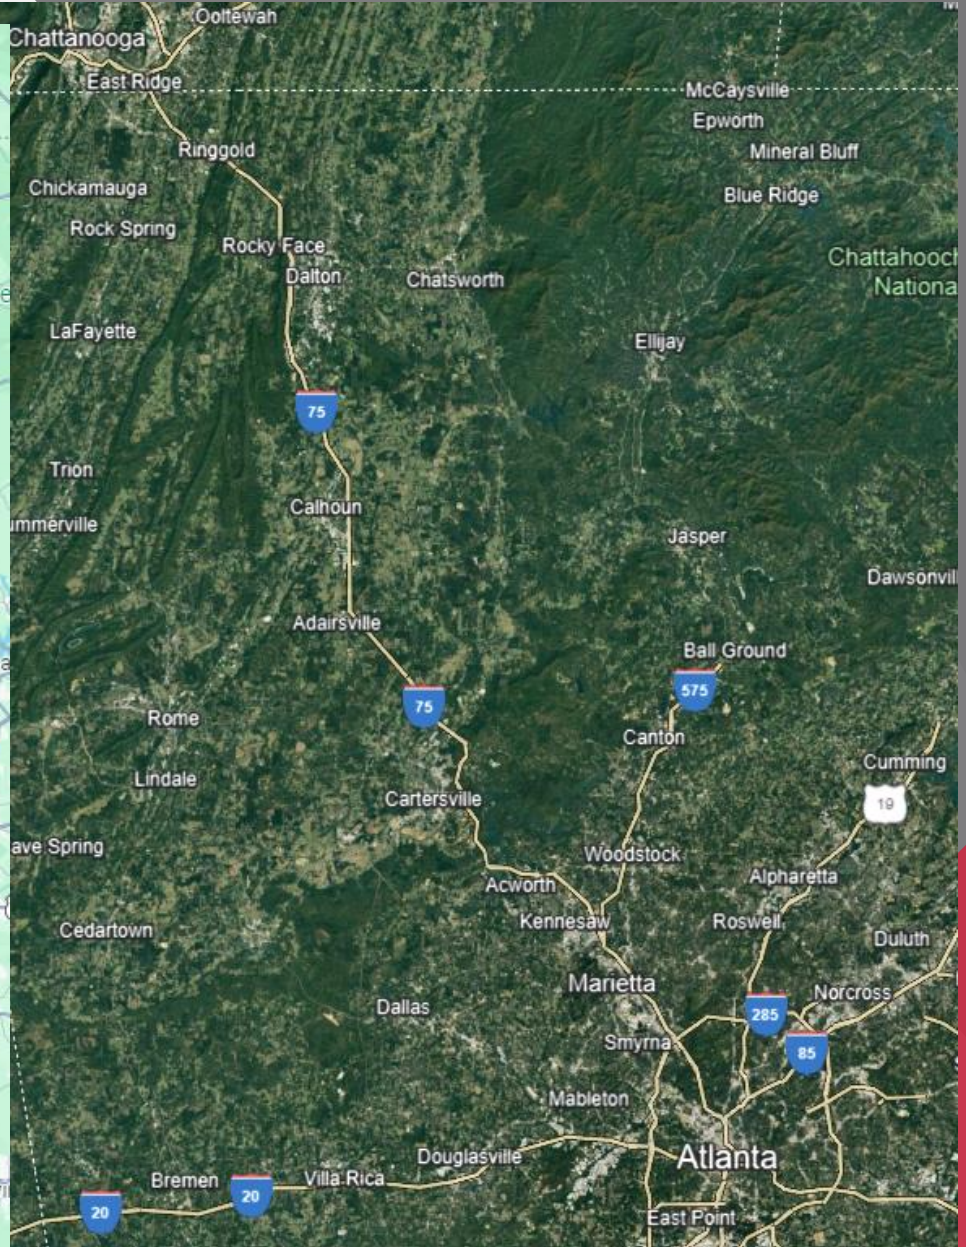 Ooltewah
Chattanooga
East Ridge
McCaysville
Epworth
Ringgold
Mineral Bluff
Chickamauga
Blue Ridge
Rock Spring
Rocky Face
Chattahooch
Nationa
Dalton
Chatsworth
LaFayette
Ellijay
75
Trion
Calhoun
ummerville
Jasper
Dawsonvil
Adairsville
Ball Ground
575
75
Rome
Canton
Cumming
Lindale
Cartersville
19
ave Spring
Woodstock
Alpharetta
Acworth
Kennesaw
Roswell
Cedartown
Duluth
Marietta
Norcross
Dallas
285
Smyrna
85
Mableton
Douglasville
Atlanta
Bremen
Villa Rica
20
20
East Point